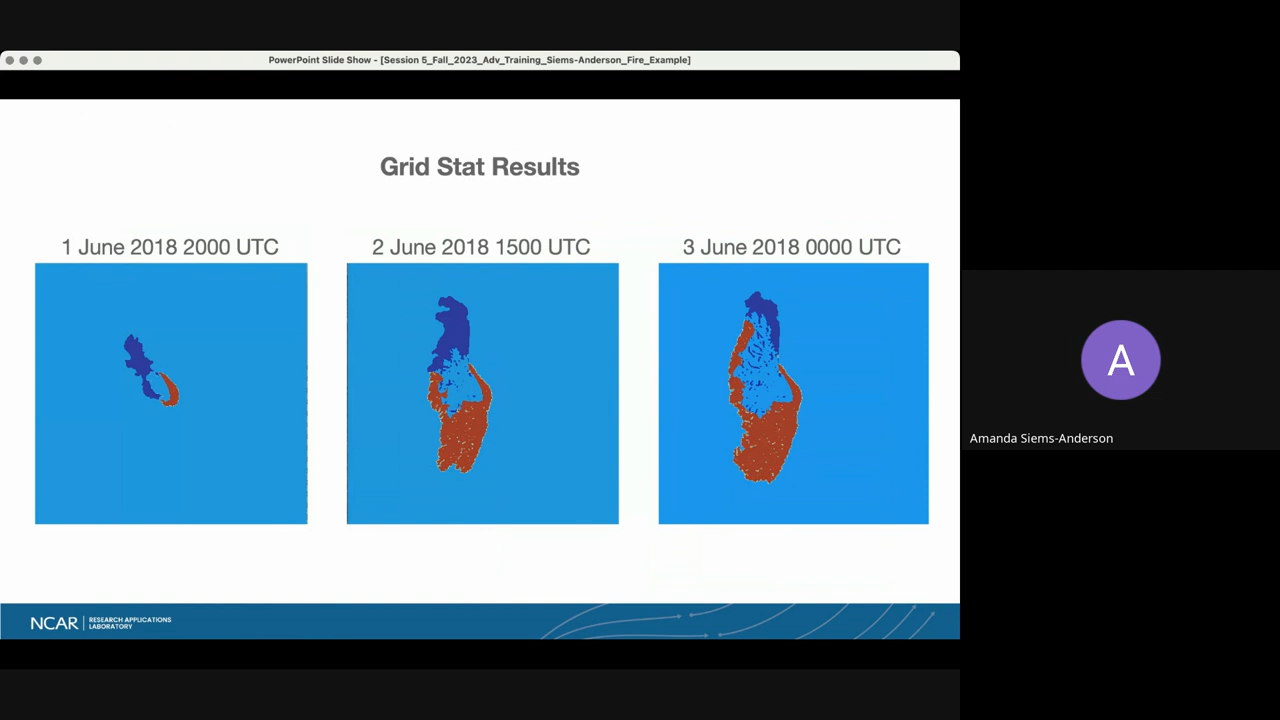 PowerPoint Slide Show - [Session 5_Fall_2023_Adv_Training_Siems-Anderson_Fire_Example]
Grid Stat Results
1 June 2018 2000 UTC
2 June 2018 1500 UTC
3 June 2018 0000 UTC
A
Amanda Siems-Anderson
NCAR
RESEARCH APPLICATIONS
LABORATORY